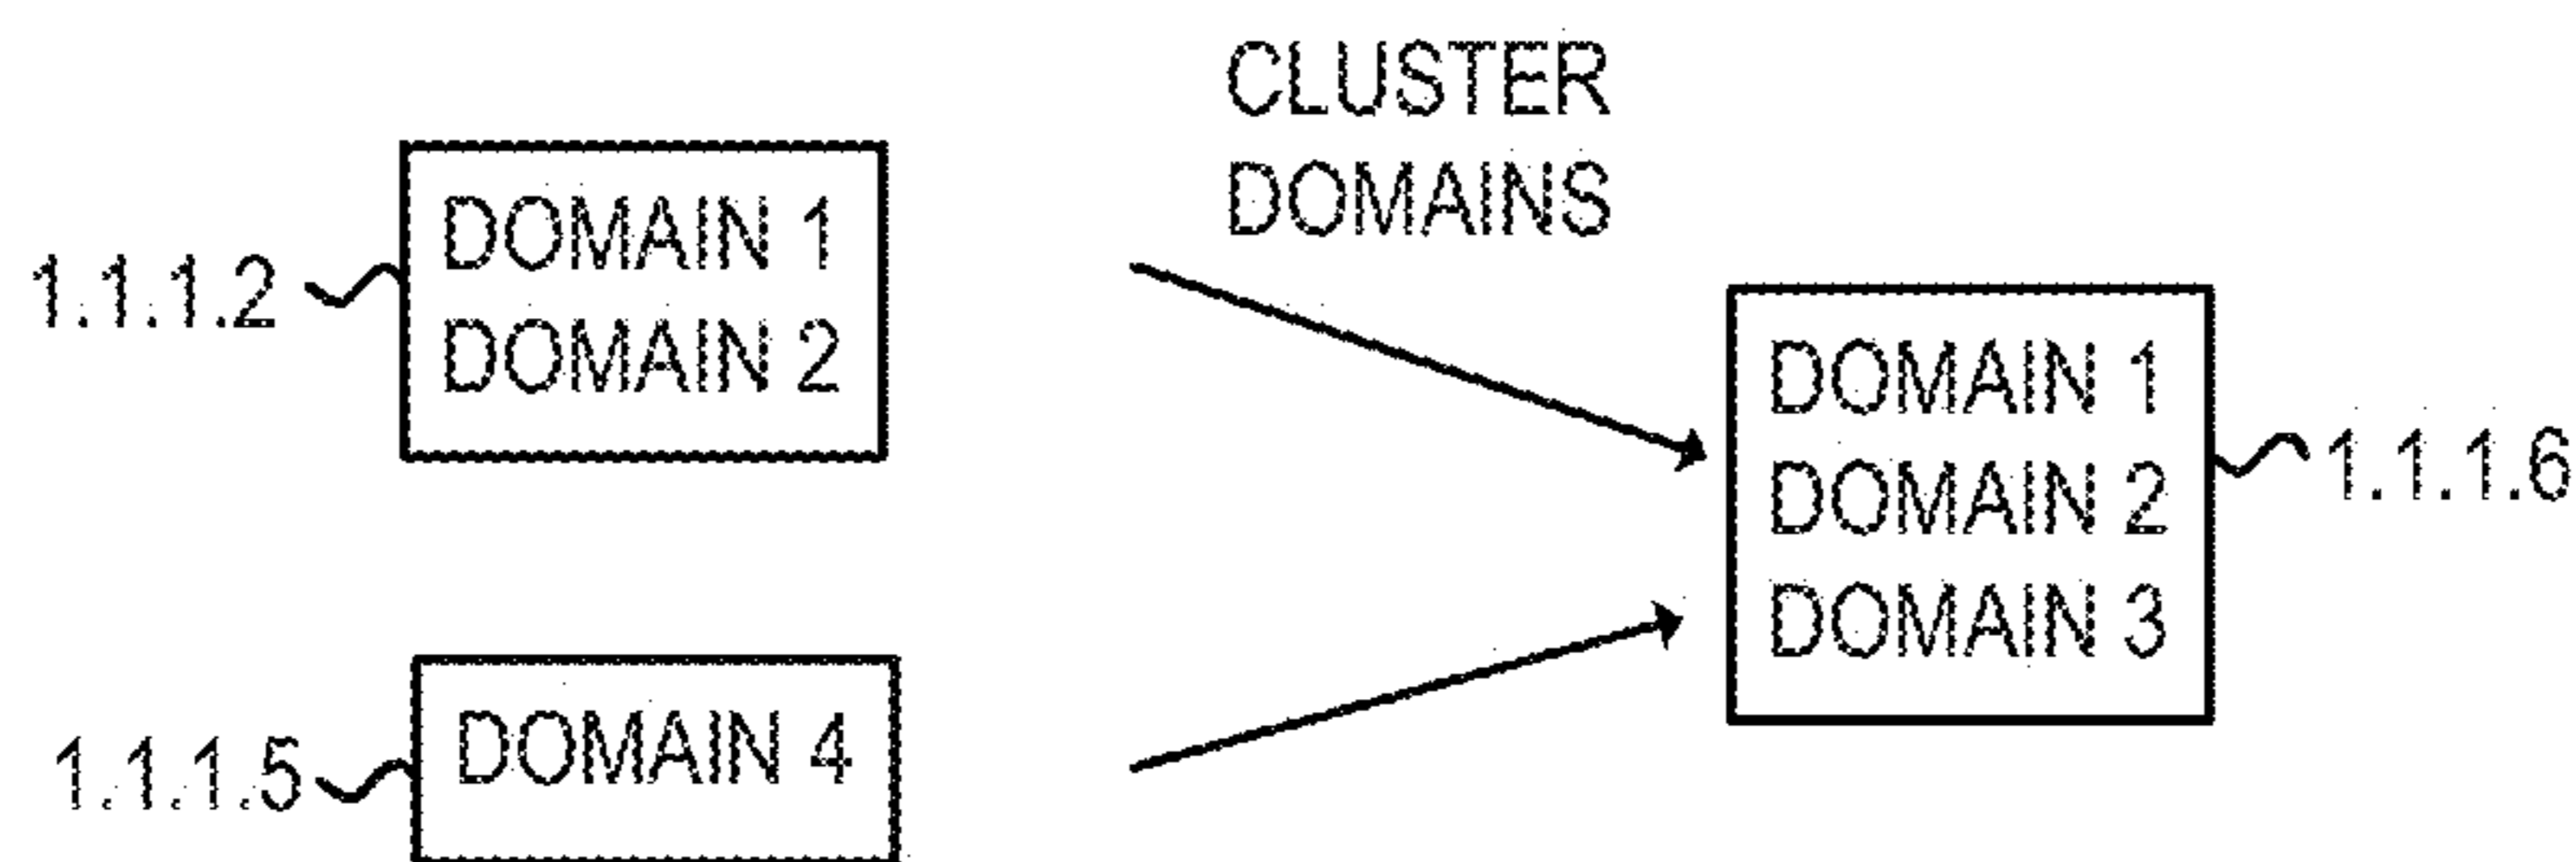 CLUSTER
DOMAINS
1.1.1.2
DOMAIN 1
DOMAIN 2
1.1.1.5
DOMAIN 4
DOMAIN 1
DOMAIN 2
DOMAIN 3
1.1.1.6